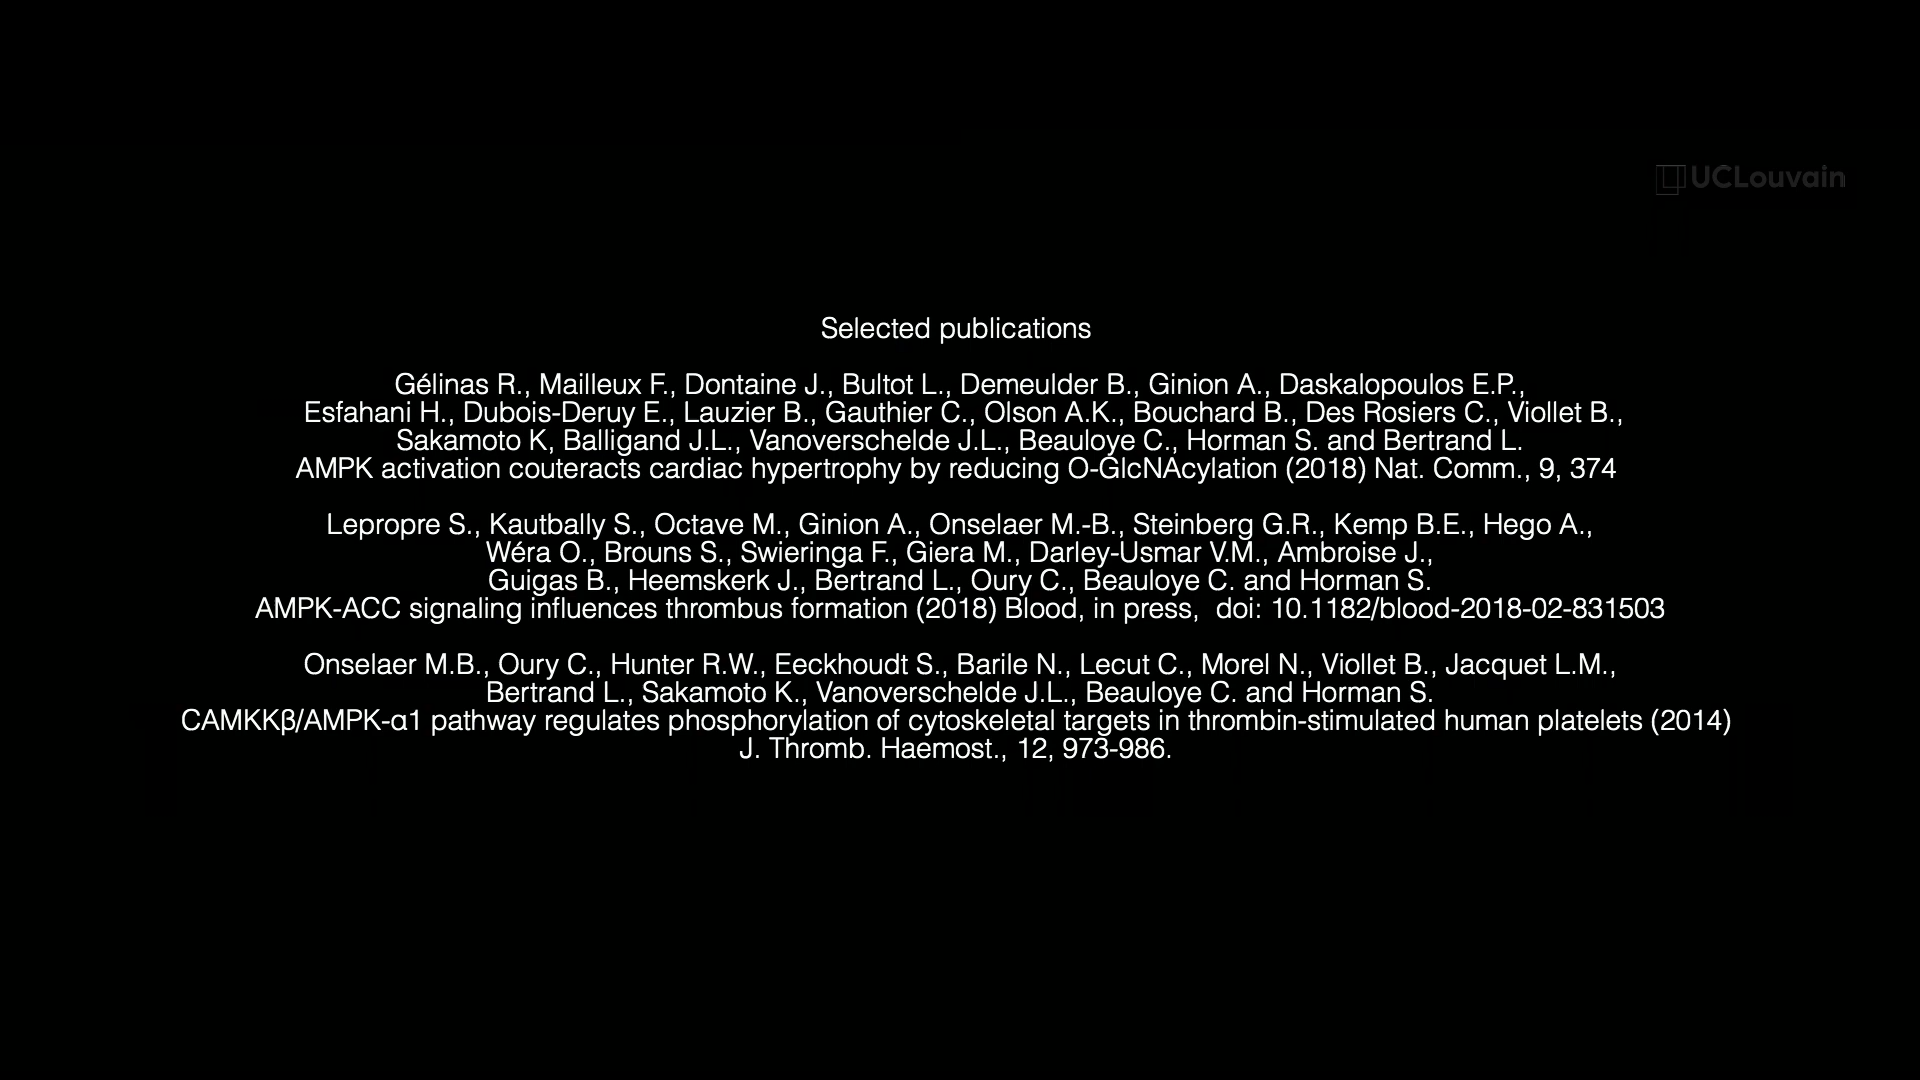 UCLouvain
Selected publications
Gélinas R., Mailleux F., Dontaine J., Bultot L., Demeulder B., Ginion A., Daskalopoulos E.P.,
Esfahani H., Dubois-Deruy E., Lauzier B., Gauthier C., Olson A.K., Bouchard B., Des Rosiers C., Viollet B.,
Sakamoto K, Balligand J.L., Vanoverschelde J.L., Beauloye C., Horman S. and Bertrand L.
AMPK activation couteracts cardiac hypertrophy by reducing O-GlcNAcylation (2018) Nat. Comm., 9, 374
Lepropre S., Kautbally S., Octave M., Ginion A., Onselaer M.-B., Steinberg G.R., Kemp B.E., Hego A.,
Wéra O., Brouns S., Swieringa F., Giera M., Darley-Usmar V.M., Ambroise J.,
Guigas B., Heemskerk J., Bertrand L., Oury C., Beauloye C. and Horman S.
AMPK-ACC signaling influences thrombus formation (2018) Blood, in press,  doi: 10.1182/blood-2018-02-831503
Onselaer M.B., Oury C., Hunter R.W., Eeckhoudt S., Barile N., Lecut C., Morel N., Viollet B., Jacquet L.M.,
Bertrand L., Sakamoto K., Vanoverschelde J.L., Beauloye C. and Horman S.
CAMKKβ/AMPK-α1 pathway regulates phosphorylation of cytoskeletal targets in thrombin-stimulated human platelets (2014)
J. Thromb. Haemost., 12, 973-986.